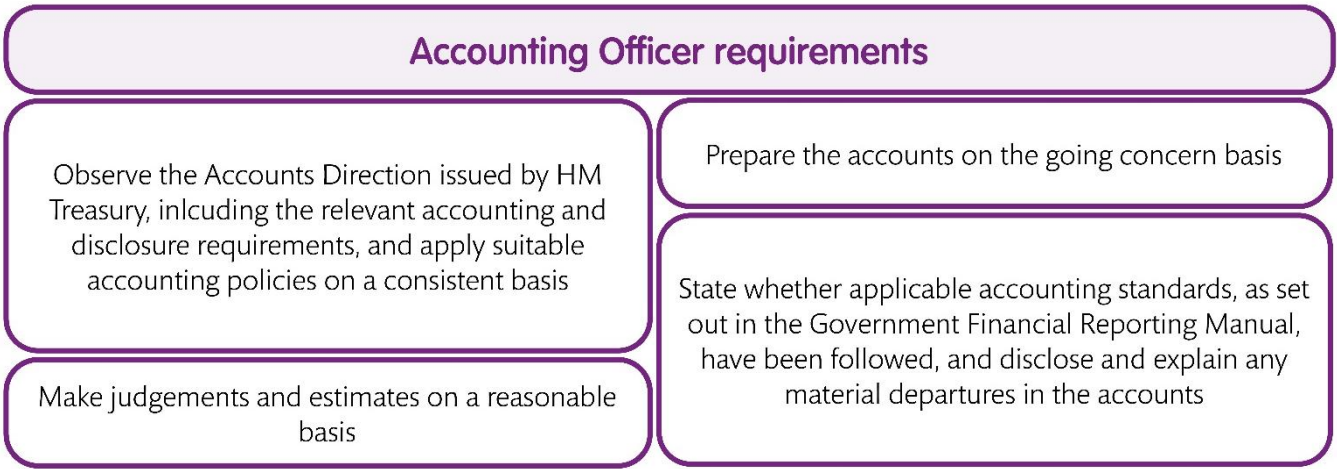 Accounting Officer requirements
Observe the Accounts Direction issued by HM
Treasury, inlcuding the relevant accounting and
disclosure requirements, and apply suitable
accounting policies on a consistent basis
Make judgements and estimates on a reasonable
basis
Prepare the accounts on the going concern basis
State whether applicable accounting standards, as set
out in the Government Financial Reporting Manual,
have been followed, and disclose and explain any
material departures in the accounts